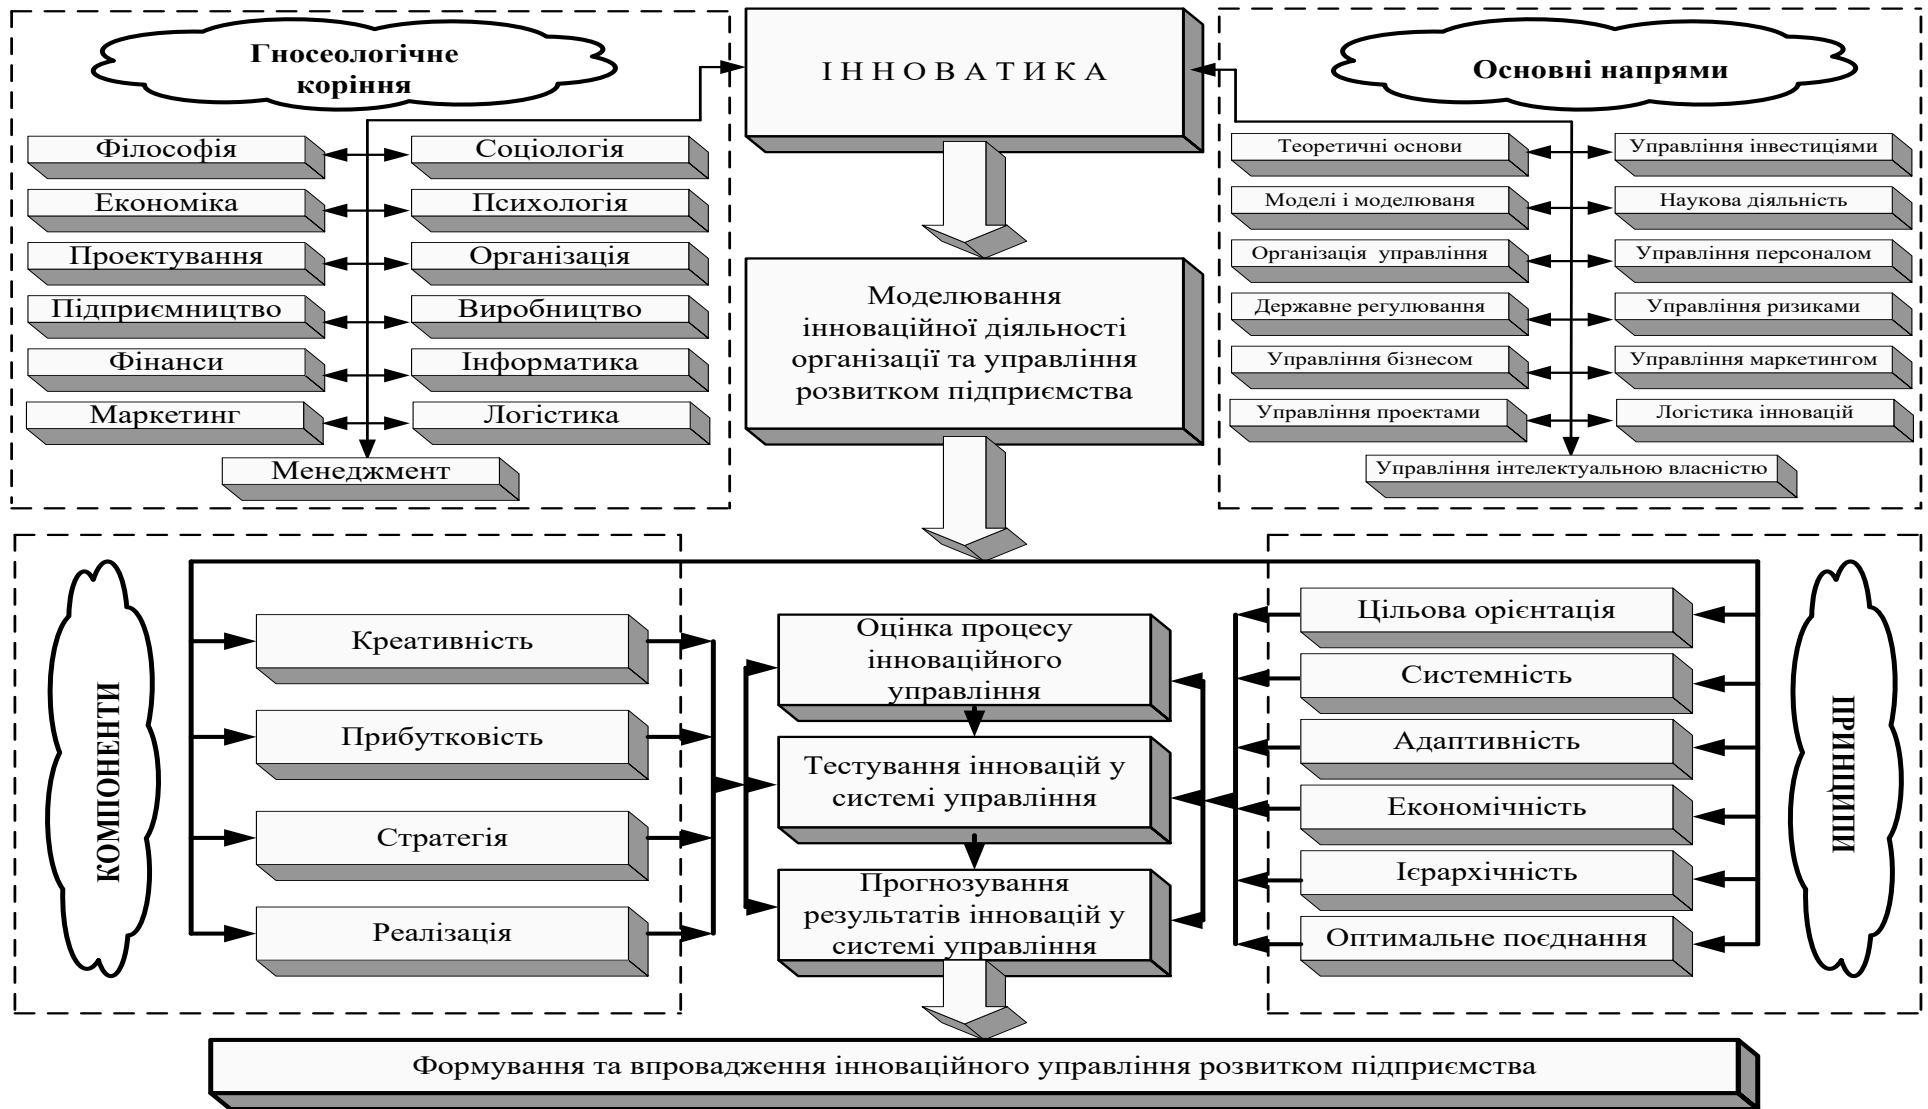 Гносеологічне
коріння
Філософія
Соціологія
Економіка
Психологія
Проектування
Організація
Підприємництво
Виробництво
Фінанси
Інформатика
Маркетинг
Логістика
Менеджмент
ІННОВАТИКА
Моделювання
інноваційної діяльності
організації та управління
розвитком підприємства
Основні напрями
Теоретичні основи
Управління інвестиціями
Моделі і моделюваня
Наукова діяльність
Організація управління
Управління персоналом
Державне регулювання
Управління ризиками
Управління бізнесом
Управління маркетингом
Управління проектами
Логістика інновацій
Управління інтелектуальною власністю
КОМПОНЕНТИ
Креативність
Прибутковість
Стратегія
Реалізація
Оцінка процесу
інноваційного
управління
Тестування інновацій у
системі управління
Прогнозування
результатів інновацій у
системі управління
Цільова орієнтація
Системність
Адаптивність
Економічність
Ієрархічність
Оптимальне поєднання
ПРИНЦИПИ
Формування та впровадження інноваційного управління розвитком підприємства